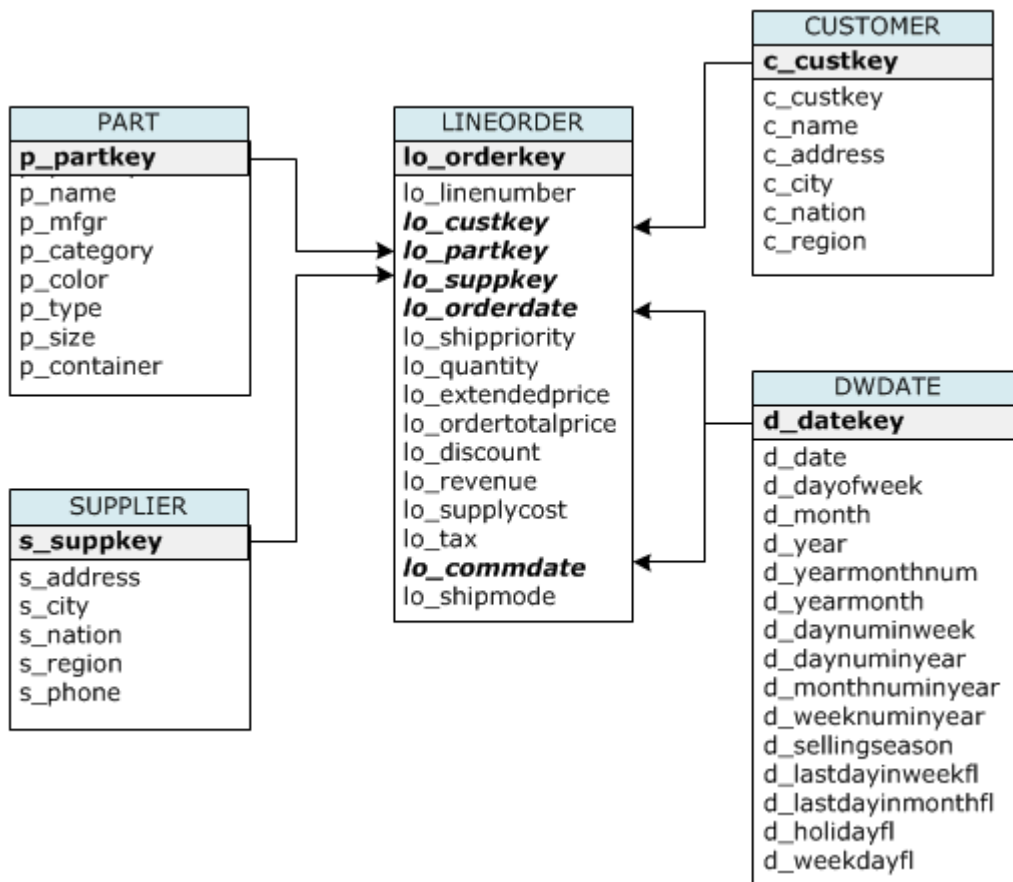 PART
p_partkey
p_name
p_mfgr
p_category
p_color
p_type
p_size
p_container
SUPPLIER
s_suppkey
s_address
s_city
s_nation
s_region
s_phone
LINEORDER
lo_orderkey
lo_linenumber
lo_custkey
lo_partkey
lo_suppkey
lo_orderdate
lo_shippriority
lo_quantity
lo_extendedprice
lo_ordertotalprice
lo_discount
lo_revenue
lo_supplycost
lo_tax
lo_commdate
lo_shipmode
CUSTOMER
c_custkey
c_custkey
c_name
c_address
c_city
c_nation
c_region
DWDATE
d_datekey
d_date
d_dayofweek
d_month
d_year
d_yearmonthnum
d_yearmonth
d_daynuminweek
d_daynuminyear
d_monthnuminyear
d_weeknuminyear
d_sellingseason
d_lastdayinweekfl
d_lastdayinmonthfl
d_holidayfl
d_weekdayfl